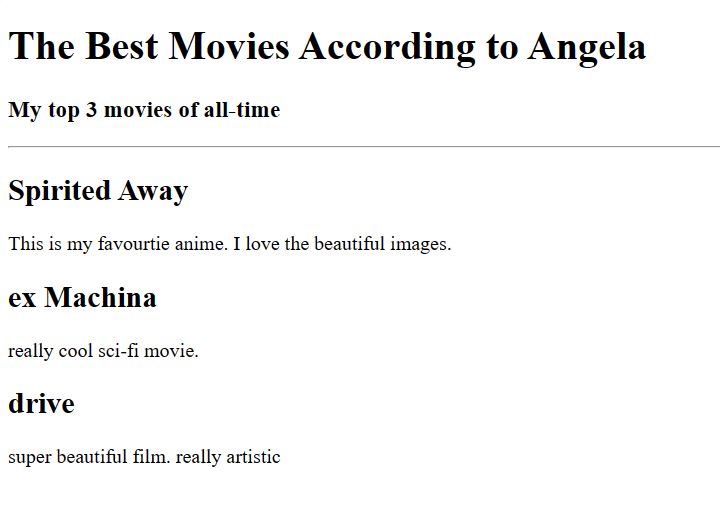 The Best Movies According to Angela
My top 3 movies of all-time
Spirited Away
This is my favourtie anime. I love the beautiful images.
ex Machina
really cool sci-fi movie.
drive
super beautiful film. really artistic